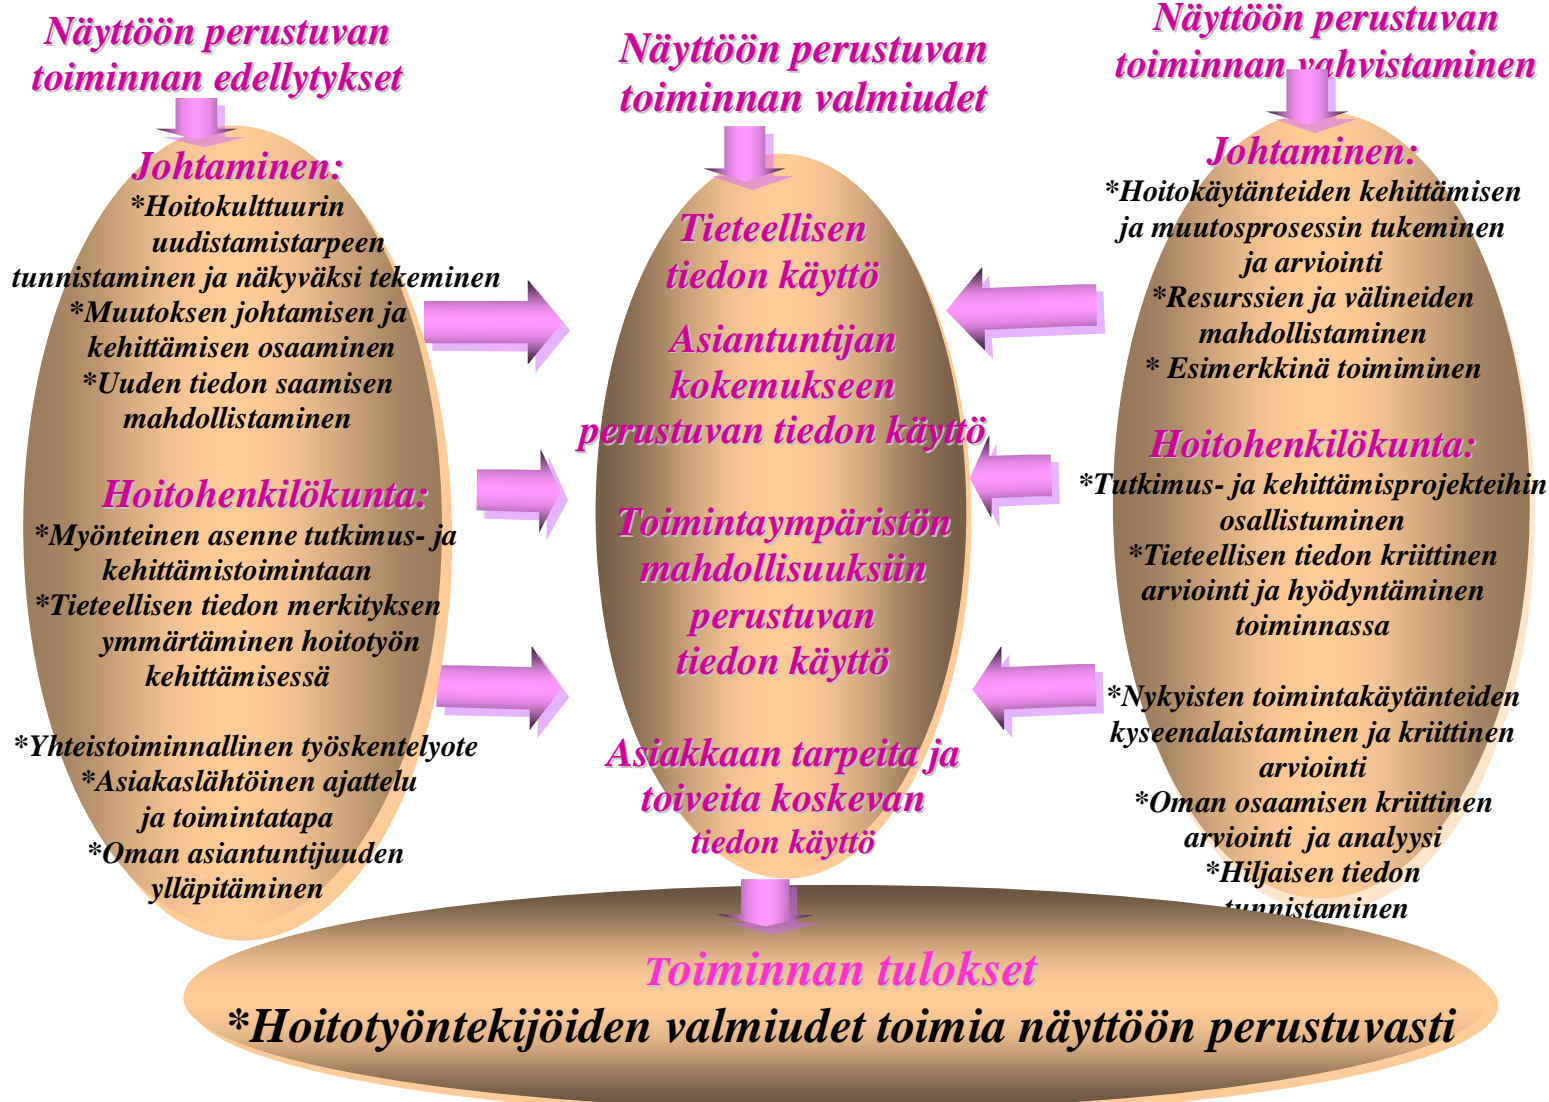 Näyttöön perustuvan
toiminnan edellytykset
Johtaminen:
*Hoitokulttuurin
uudistamistarpeen
tunnistaminen ja näkyväksi tekeminen
*Muutoksen johtamisen ja
kehittämisen osaaminen
*Uuden tiedon saamisen
mahdollistaminen
Hoitohenkilökunta:
*Myönteinen asenne tutkimus- ja
kehittämistoimintaan
*Tieteellisen tiedon merkityksen
ymmärtäminen hoitotyön
kehittämisessä
*Yhteistoiminnallinen työskentelyote
*Asiakaslähtöinen ajattelu
ja toimintatapa
*Oman asiantuntijuuden
ylläpitäminen
Näyttöön perustuvan
toiminnan valmiudet
Tieteellisen
tiedon käyttö
Asiantuntijan
kokemukseen
perustuvan tiedon käyttö
Toimintaympäristön
mahdollisuuksiin
perustuvan
tiedon käyttö
Asiakkaan tarpeita ja
toiveita koskevan
tiedon käyttö
Näyttöön perustuvan
toiminnan vahvistaminen
Johtaminen:
*Hoitokäytänteiden kehittämisen
ja muutosprosessin tukeminen
ja arviointi
*Resurssien ja välineiden
mahdollistaminen
* Esimerkkinä toimiminen
Hoitohenkilökunta:
*Tutkimus- ja kehittämisprojekteihin
osallistuminen
*Tieteellisen tiedon kriittinen
arviointi ja hyödyntäminen
toiminnassa
*Nykyisten toimintakäytänteiden
kyseenalaistaminen ja kriittinen
arviointi
*Oman osaamisen kriittinen
arviointi ja analyysi
*Hiljaisen tiedon
tunnistaminen
Toiminnan tulokset
*Hoitotyöntekijöiden valmiudet toimia näyttöön perustuvasti